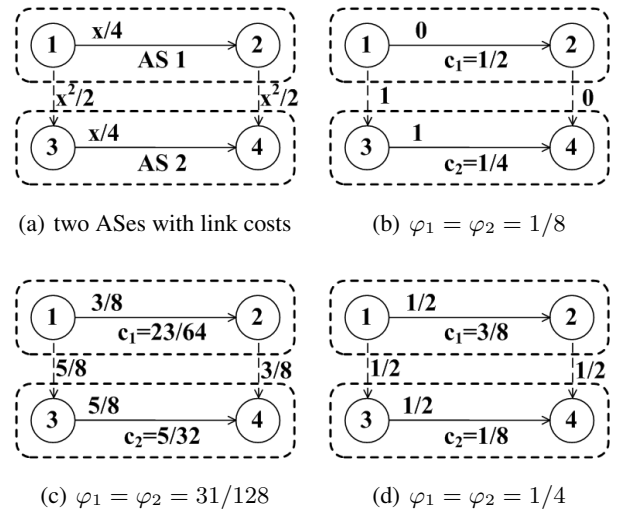 x/4
1
2
AS 1
x²/2
x²/2
x/4
3
4
AS 2
(a) two ASes with link costs
0
1
2
c₁=1/2
1
0
1
3
4
c₂=1/4
(b) φ₁ = φ₂ = 1/8
3/8
1
2
c₁=23/64
5/8
3/8
5/8
3
4
c₂=5/32
(c) φ₁ = φ₂ = 31/128
1/2
1
2
c₁=3/8
1/2
1/2
1/2
3
4
c₂=1/8
(d) φ₁ = φ₂ = 1/4